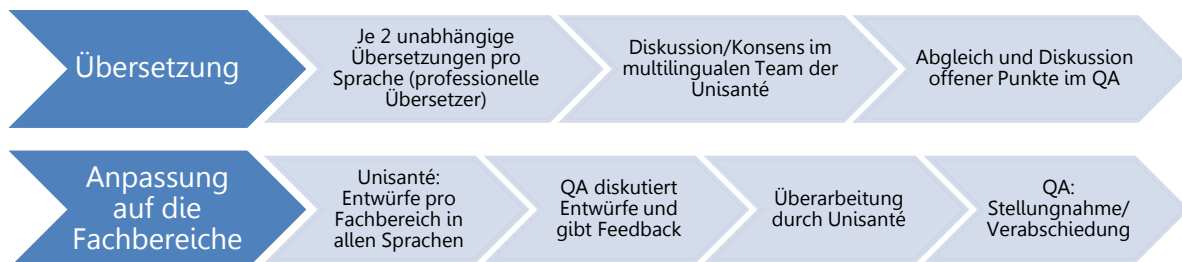 Übersetzung
Je 2 unabhängige
Übersetzungen pro
Sprache (professionelle
Übersetzer)
Diskussion/Konsens im
multilingualen Team der
Unisanté
Abgleich und Diskussion
offener Punkte im QA
Anpassung
auf die
Fachbereiche
Unisanté:
Entwürfe pro
Fachbereich in
allen Sprachen
QA diskutiert
Entwürfe und
gibt Feedback
Überarbeitung
durch Unisanté
QA:
Stellungnahme/
Verabschiedung